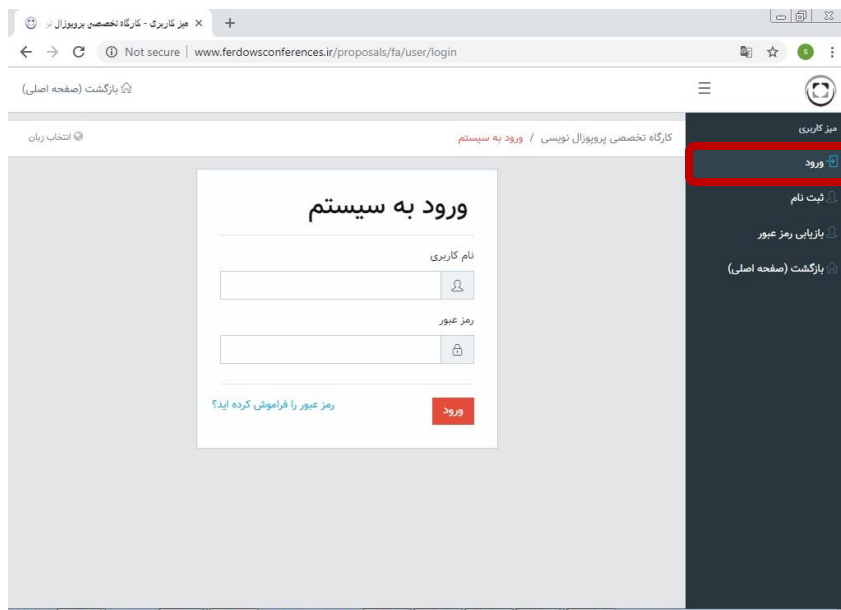 میز کاربری - کارگاه تخصصی پروپوزال نو
Not secure | www.ferdowsconferences.ir/proposals/fa/user/login
s
بازگشت (صفحه اصلی)
میز کاربری
ورود
ثبت نام
بازیابی رمز عبور
بازگشت (صفحه اصلی)
کارگاه تخصصی پروپوزال نویسی / ورود به سیستم
انتخاب زبان
ورود به سیستم
نام کاربری
رمز عبور
ورود
رمز عبور را فراموش کرده اید؟